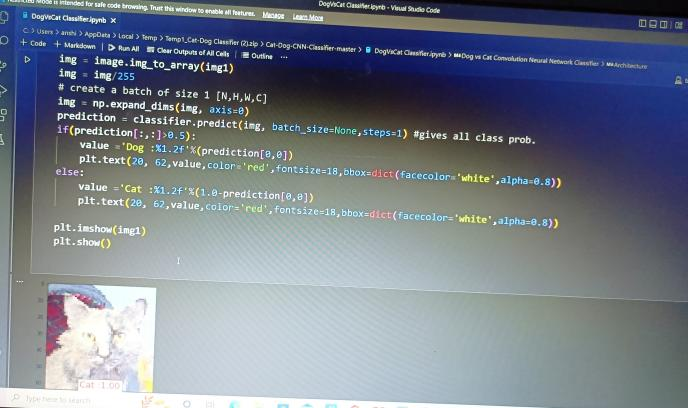 Mode is intended for safe code browsing. Trust this window to enable all features. Manage Learn More
DogVsCat Classifier.ipynb - Visual Studio Code
DogVsCat Classifier.ipynb ×
C: > Users > anshi > AppData > Local > Temp > Temp1_Cat-Dog Classifier (2).zip > Cat-Dog-CNN-Classifier-master > DogVsCat Classifier.ipynb > Dog vs Cat Convolution Neural Network Classifier > Architecture
+ Code + Markdown | Run All Clear Outputs of All Cells | Outline ...
img = image.img_to_array(img1)
img = img/255
# create a batch of size 1 [N,H,W,C]
img = np.expand_dims(img, axis=0)
prediction = classifier.predict(img, batch_size=None,steps=1) #gives all class prob.
if(prediction[:,:]>0.5):
value ='Dog :%1.2f'%(prediction[0,0])
plt.text(20, 62,value,color='red',fontsize=18,bbox=dict(facecolor='white',alpha=0.8))
else:
value ='Cat :%1.2f'%(1.0-prediction[0,0])
plt.text(20, 62,value,color='red',fontsize=18,bbox=dict(facecolor='white',alpha=0.8))
plt.imshow(img1)
plt.show()
...
Cat :1.00
Type here to search